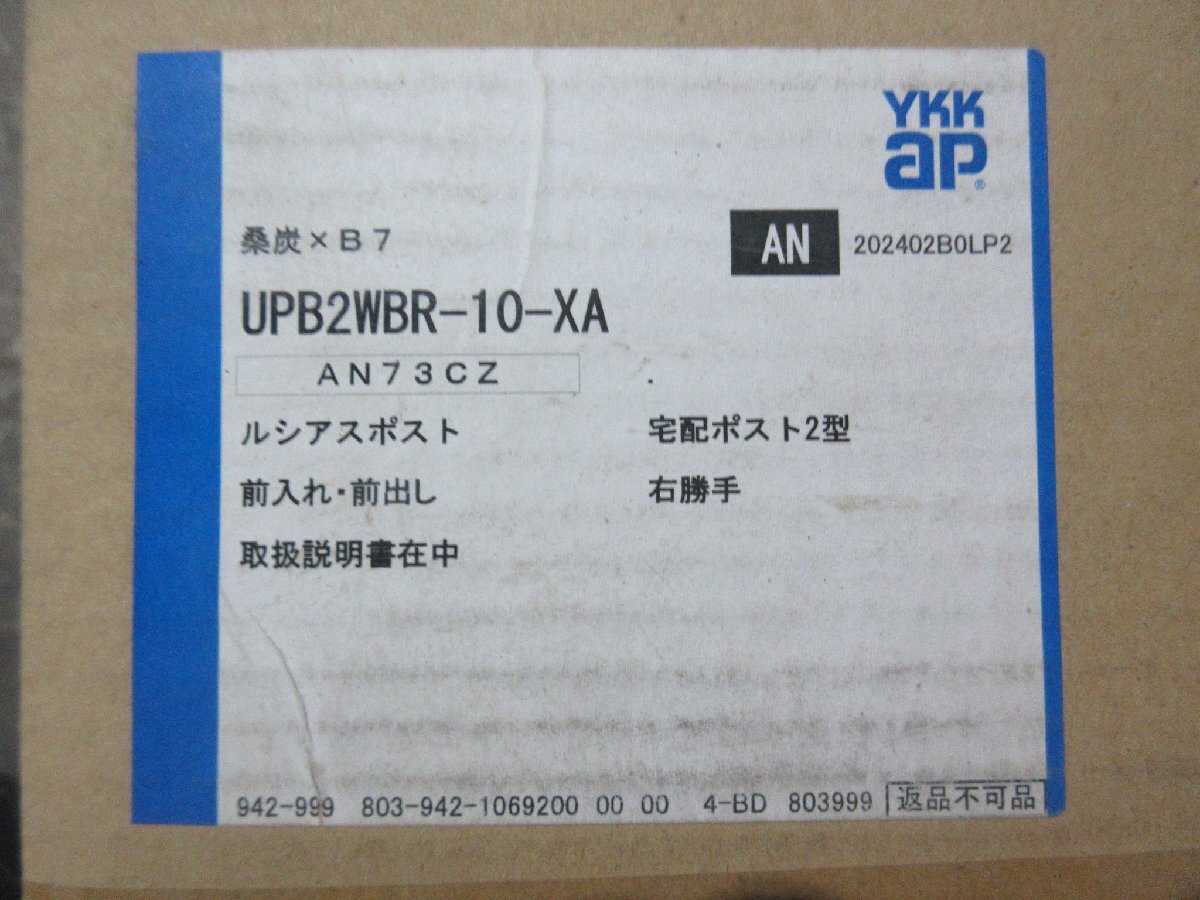 YKK
ap®
桑炭×B7
AN 202402B0LP2
UPB2WBR-10-XA
AN73CZ
ルシアスポスト 宅配ポスト2型
前入れ・前出し 右勝手
取扱説明書在中
942-999 803-942-1069200 00 00 4-BD 803999 返品不可品